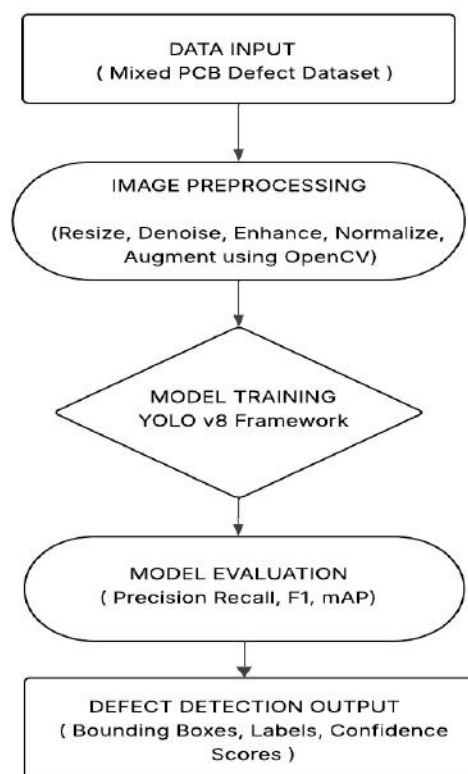 DATA INPUT
( Mixed PCB Defect Dataset )
IMAGE PREPROCESSING
(Resize, Denoise, Enhance, Normalize,
Augment using OpenCV)
MODEL TRAINING
YOLO v8 Framework
MODEL EVALUATION
( Precision Recall, F1, mAP)
DEFECT DETECTION OUTPUT
( Bounding Boxes, Labels, Confidence
Scores )